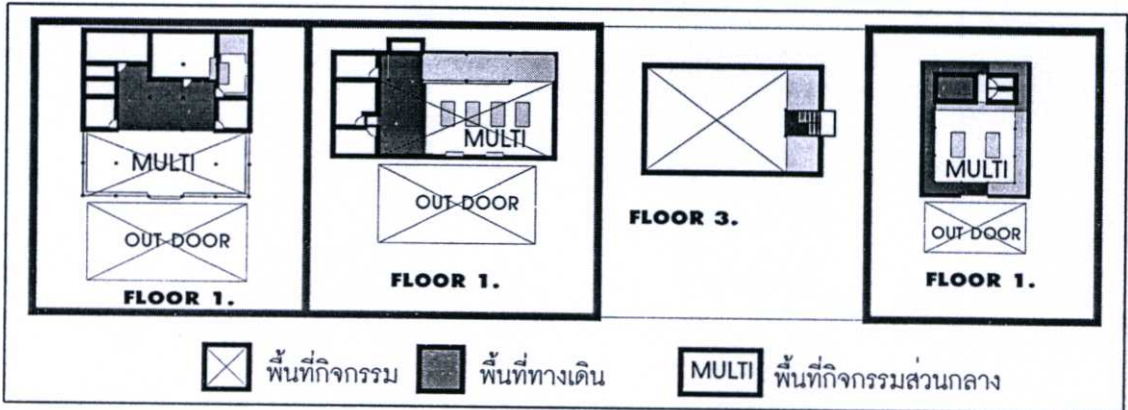 MULTI
OUT DOOR
FLOOR 1.
MULTI
OUT DOOR
FLOOR 1.
FLOOR 3.
MULTI
OUT DOOR
FLOOR 1.
พื้นที่กิจกรรม
พื้นที่ทางเดิน
MULTI พื้นที่กิจกรรมส่วนกลาง